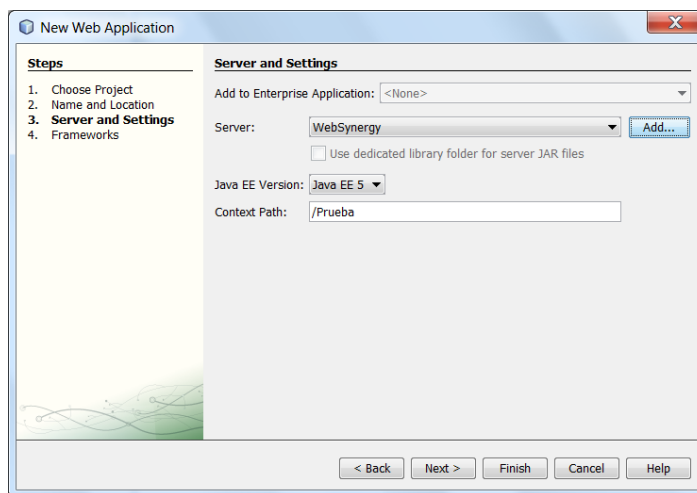 New Web Application
Steps
1. Choose Project
2. Name and Location
3. Server and Settings
4. Frameworks
Server and Settings
Add to Enterprise Application: <None>
Server: WebSynergy Add...
Use dedicated library folder for server JAR files
Java EE Version: Java EE 5
Context Path: /Prueba
< Back Next > Finish Cancel Help